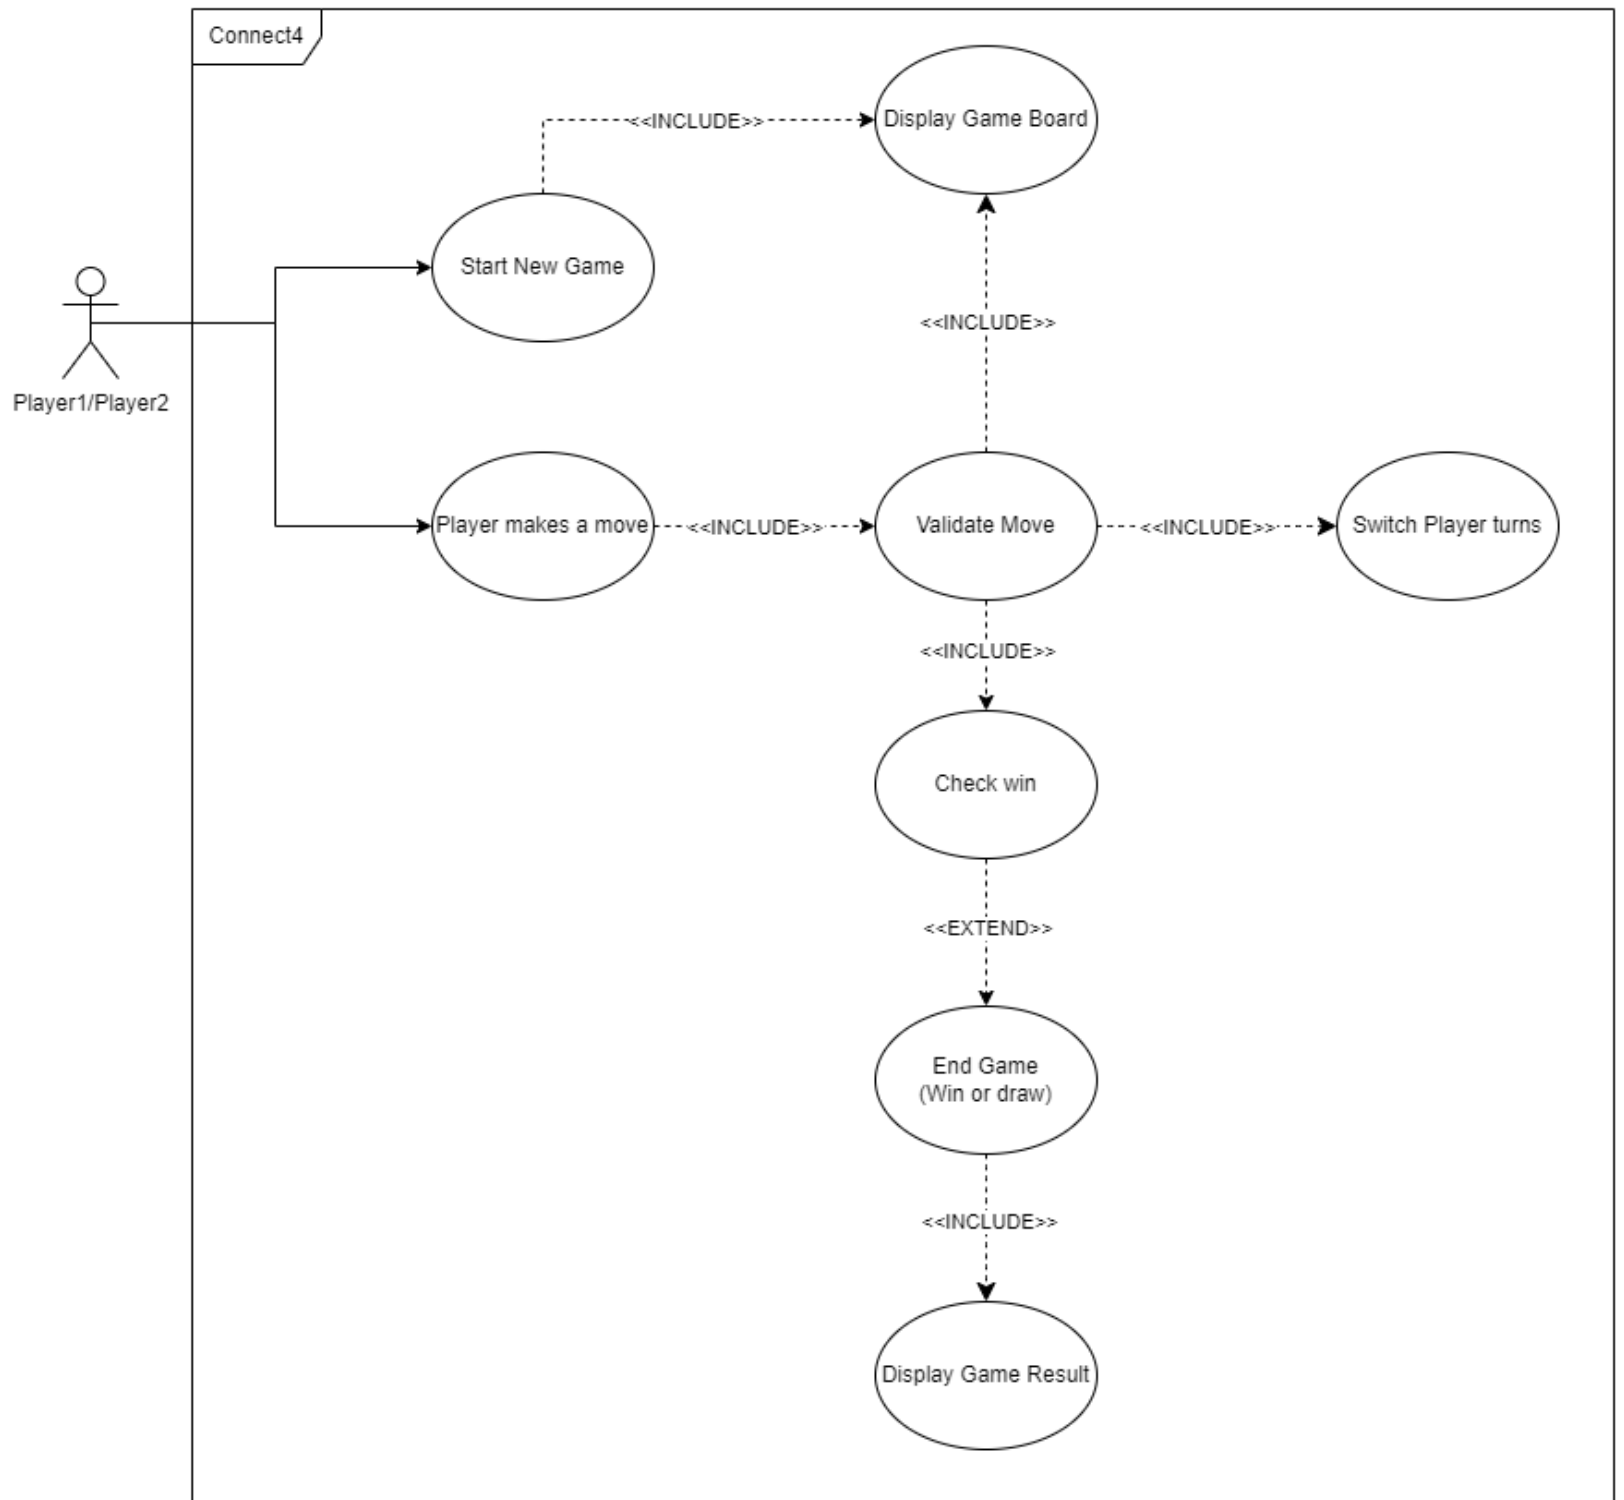 Connect4
Display Game Board
<<INCLUDE>>
Start New Game
<<INCLUDE>>
Player1/Player2
Player makes a move
<<INCLUDE>>
Validate Move
<<INCLUDE>>
Switch Player turns
<<INCLUDE>>
Check win
<<EXTEND>>
End Game
(Win or draw)
<<INCLUDE>>
Display Game Result